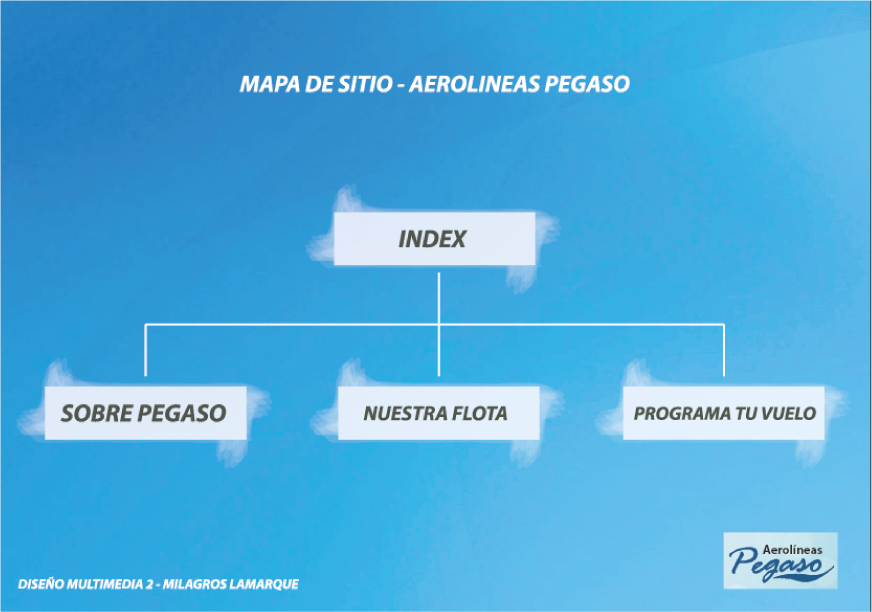 MAPA DE SITIO - AEROLINEAS PEGASO
INDEX
SOBRE PEGASO
NUESTRA FLOTA
PROGRAMA TU VUELO
Aerolíneas
Pegaso
DISEÑO MULTIMEDIA 2 - MILAGROS LAMARQUE